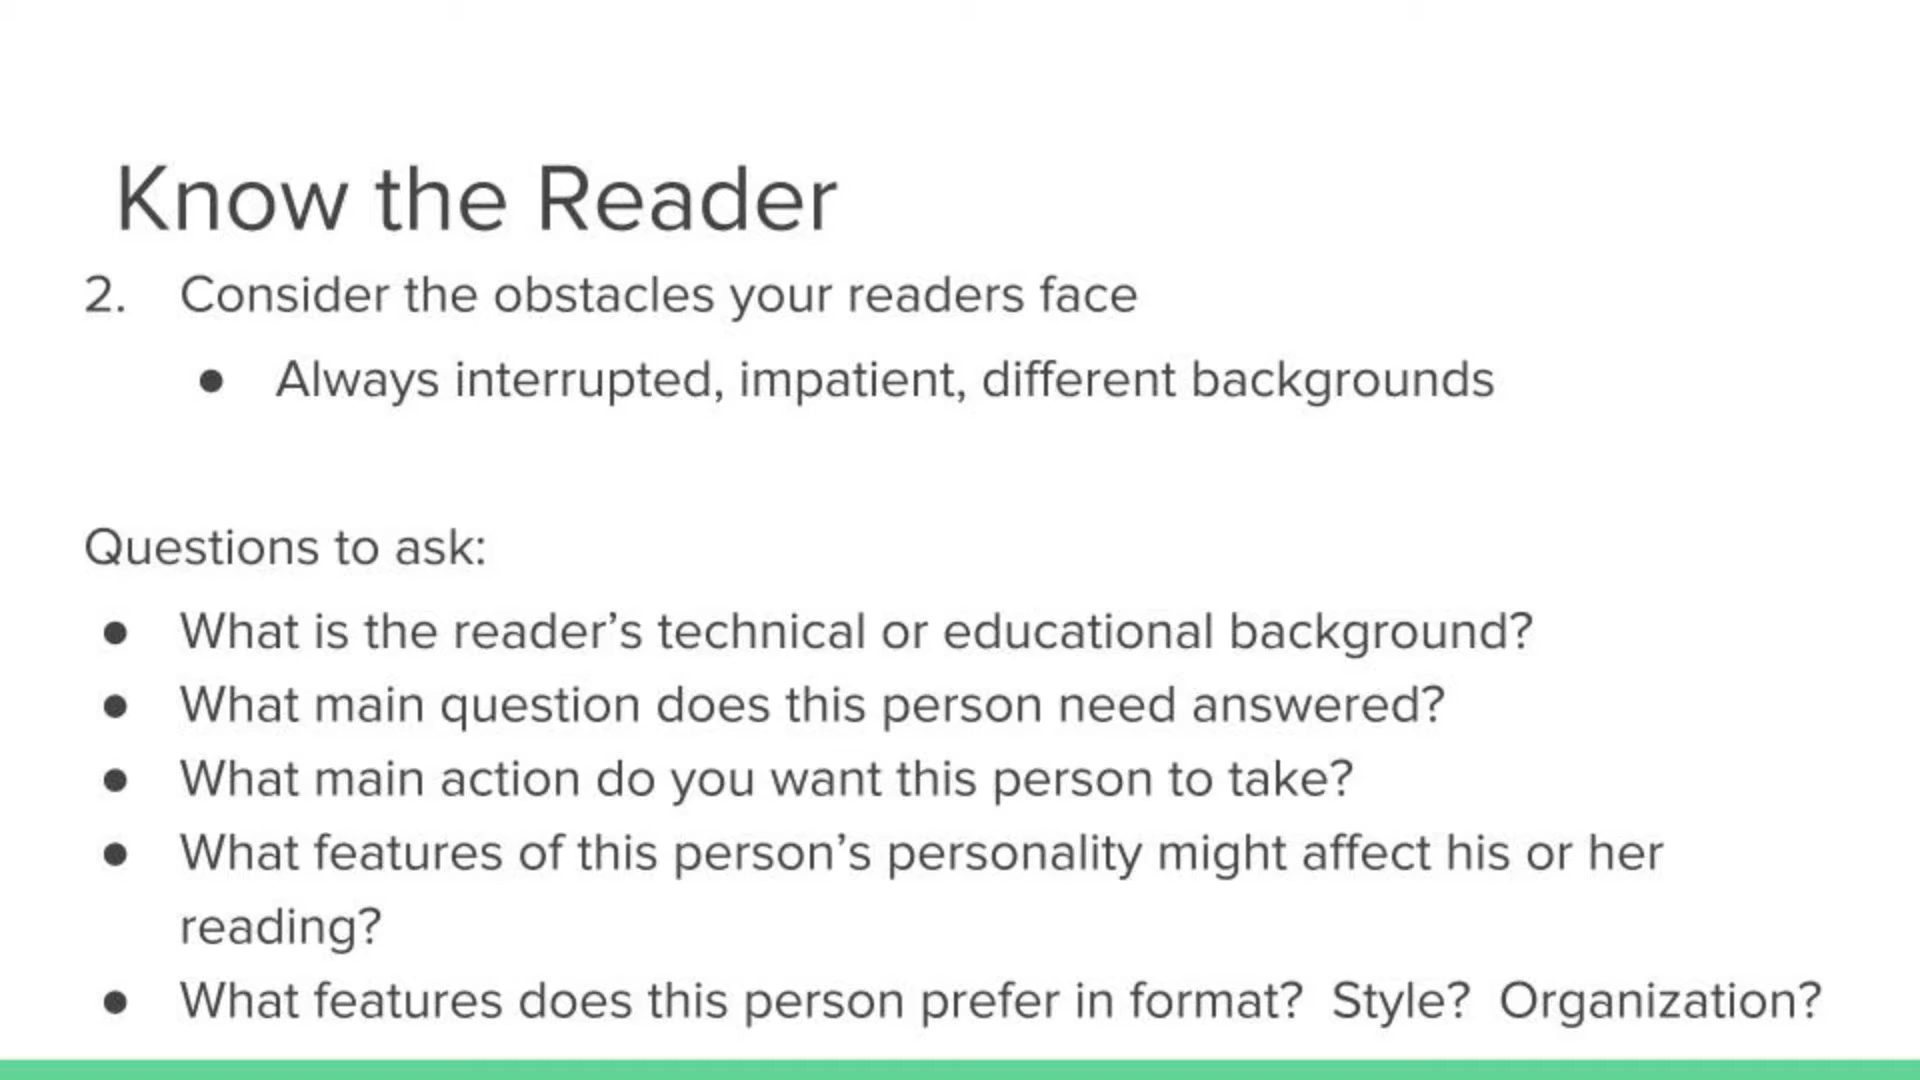 Know the Reader
2. Consider the obstacles your readers face
● Always interrupted, impatient, different backgrounds
Questions to ask:
● What is the reader’s technical or educational background?
● What main question does this person need answered?
● What main action do you want this person to take?
● What features of this person’s personality might affect his or her
reading?
● What features does this person prefer in format?  Style?  Organization?